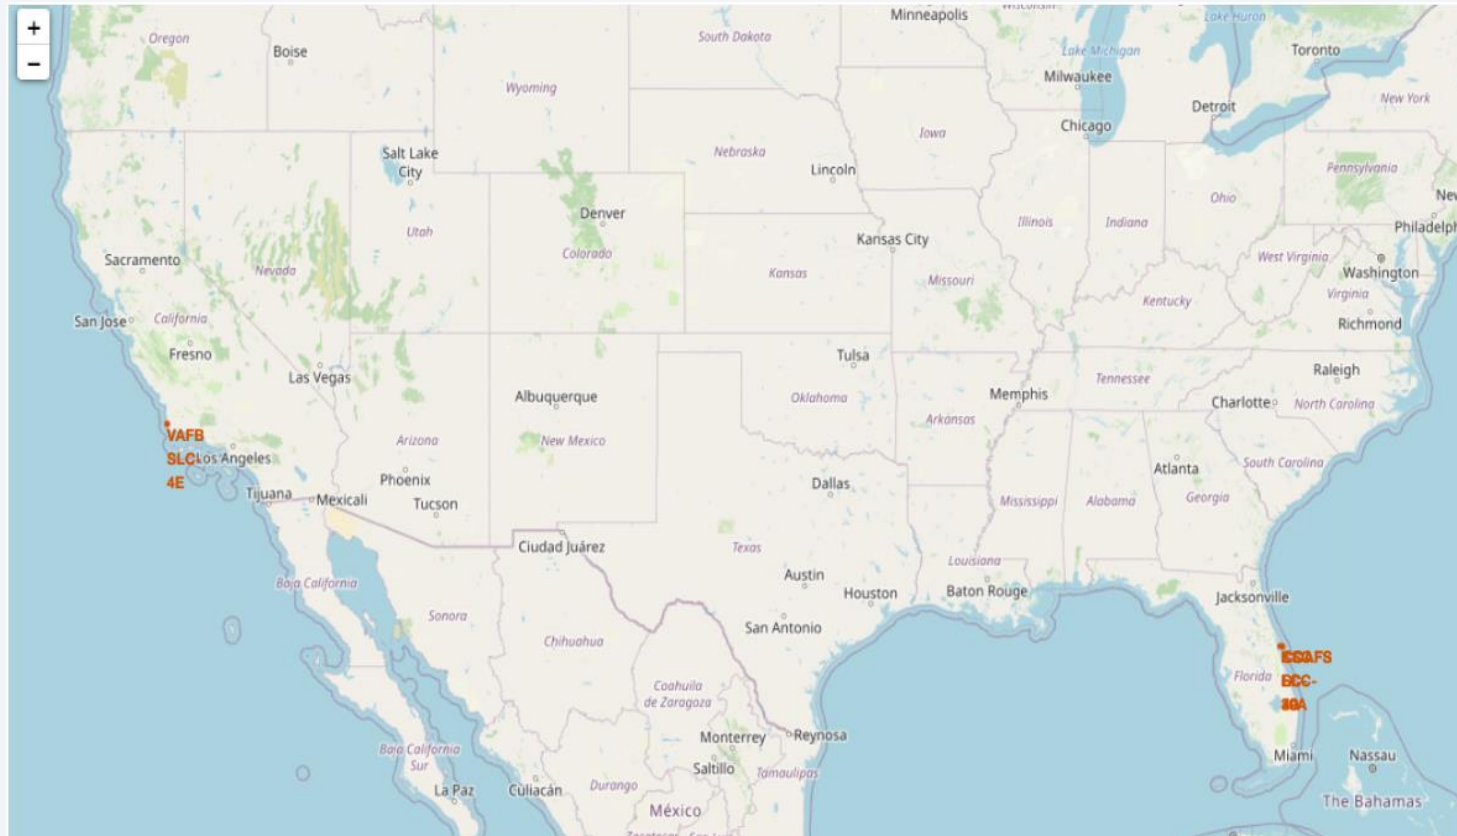 +
−
Oregon
Boise
South Dakota
Minneapolis
Wisconsin
Lake Huron
Toronto
Lake Michigan
Milwaukee
Wyoming
Detroit
New York
Chicago
Iowa
Salt Lake
City
Nebraska
Lincoln
Pennsylvania
Ohio
Denver
Illinois
Indiana
Philadelph
Utah
Kansas City
Sacramento
Nevada
Colorado
Kansas
Missouri
West Virginia
Washington
Virginia
Kentucky
San Jose
California
Richmond
Fresno
Las Vegas
Tulsa
Raleigh
Tennessee
Albuquerque
Oklahoma
Memphis
Charlotte
North Carolina
Arkansas
VAFB
SLC-
4E
Los Angeles
Arizona
New Mexico
Phoenix
Dallas
Atlanta
South Carolina
Tijuana
Mexicali
Tucson
Mississippi
Alabama
Georgia
Ciudad Juárez
Texas
Louisiana
Baja California
Austin
Houston
Baton Rouge
Jacksonville
Sonora
San Antonio
Chihuahua
Florida
Coahuila
de Zaragoza
Monterrey
Reynosa
Baja California
Sur
Saltillo
Tamaulipas
Miami
Nassau
La Paz
Culiacán
Durango
México
The Bahamas